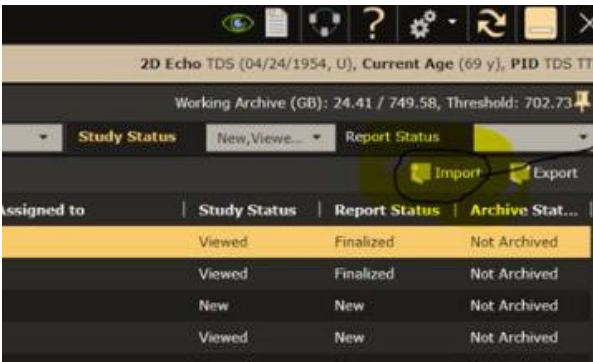 2D Echo TDS (04/24/1954, U), Current Age (69 y), PID TDS TT
Working Archive (GB): 24.41 / 749.58, Threshold: 702.73
Study Status New,Viewe... Report Status
Import Export
Assigned to Study Status Report Status Archive Stat...
Viewed Finalized Not Archived
Viewed Finalized Not Archived
New New Not Archived
Viewed New Not Archived